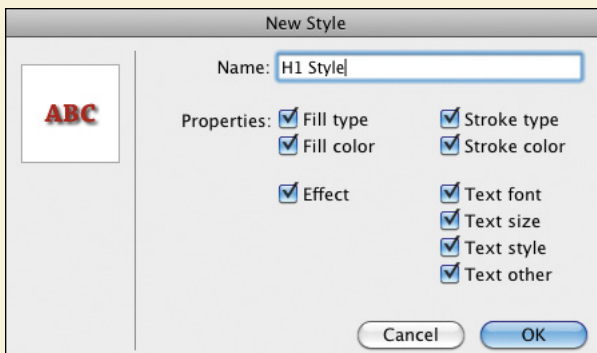 New Style
Name: H1 Style
ABC
Properties: Fill type Stroke type
Fill color Stroke color
Effect Text font
Text size
Text style
Text other
Cancel OK